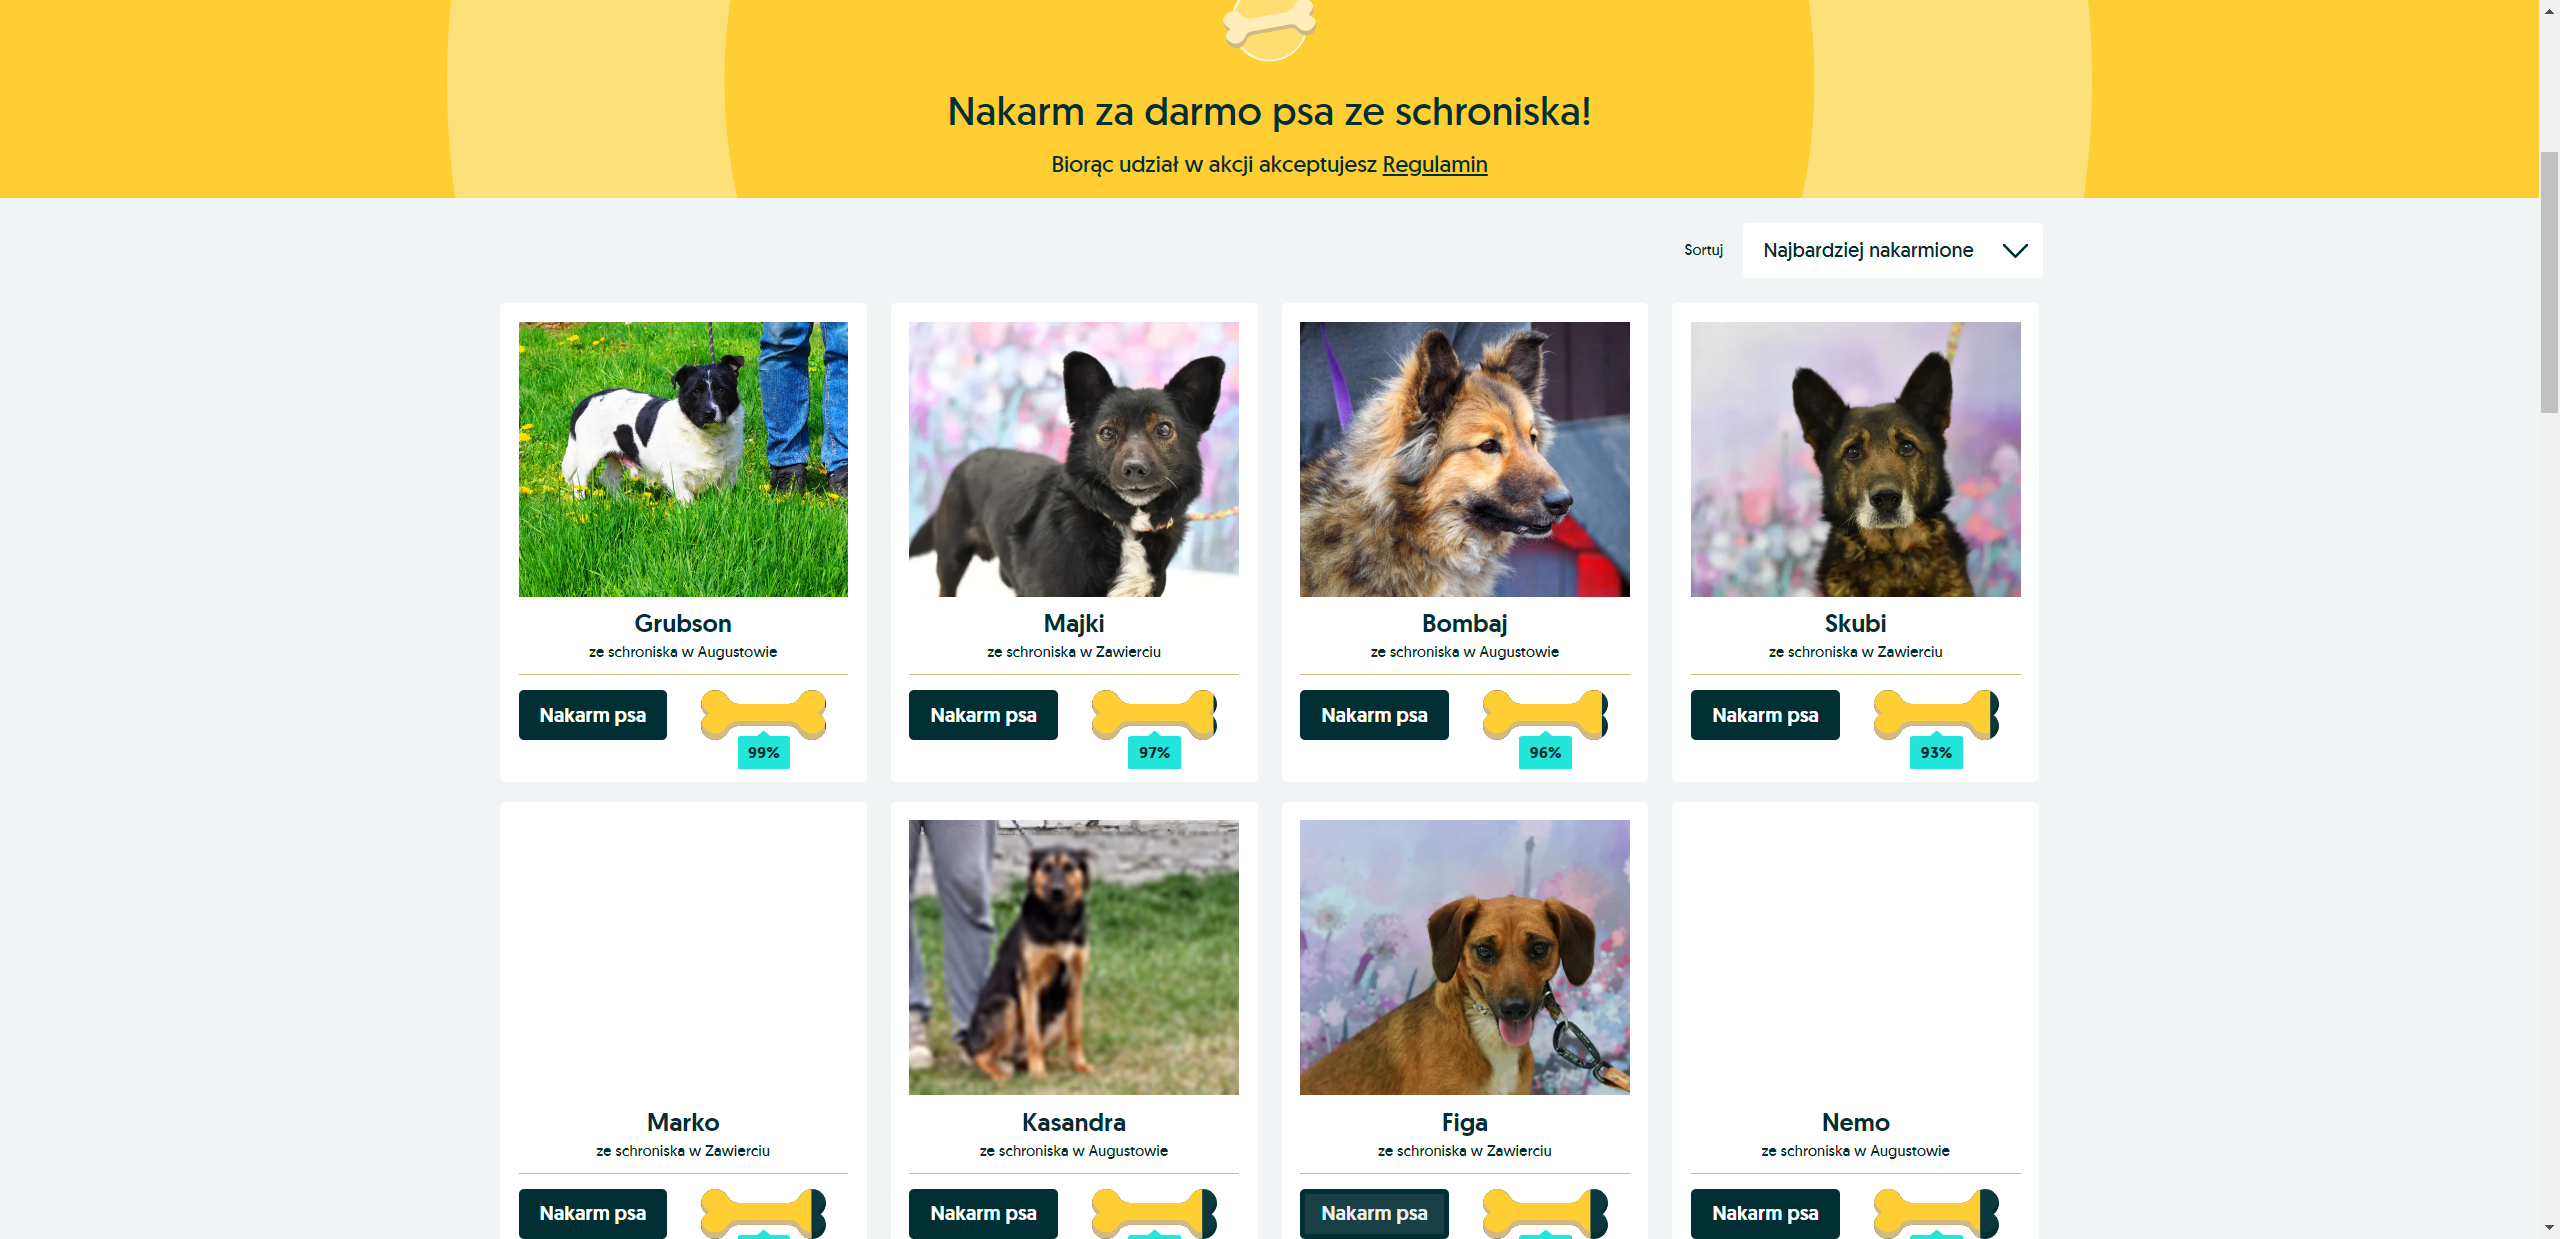 Nakarm za darmo psa ze schroniska!
Biorąc udział w akcji akceptujesz Regulamin
Sortuj
Najbardziej nakarmione
Grubson
ze schroniska w Augustowie
Nakarm psa
99%
Majki
ze schroniska w Zawierciu
Nakarm psa
97%
Bombaj
ze schroniska w Augustowie
Nakarm psa
96%
Skubi
ze schroniska w Zawierciu
Nakarm psa
93%
Marko
ze schroniska w Zawierciu
Nakarm psa
Kasandra
ze schroniska w Augustowie
Nakarm psa
Figa
ze schroniska w Zawierciu
Nakarm psa
Nemo
ze schroniska w Augustowie
Nakarm psa